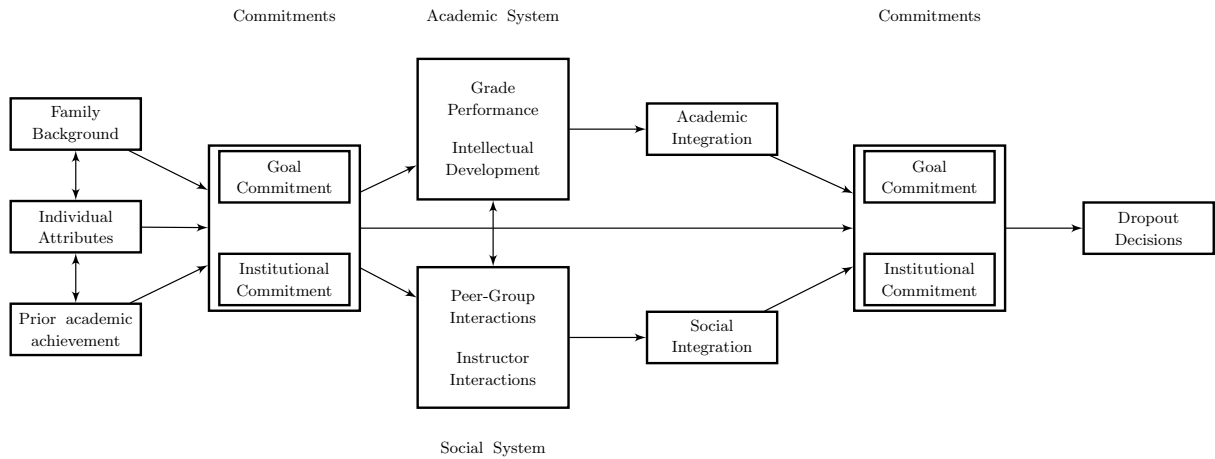 Commitments
Academic System
Commitments
Family
Background
Individual
Attributes
Prior academic
achievement
Goal
Commitment
Institutional
Commitment
Grade
Performance
Intellectual
Development
Peer-Group
Interactions
Instructor
Interactions
Academic
Integration
Social
Integration
Goal
Commitment
Institutional
Commitment
Dropout
Decisions
Social System